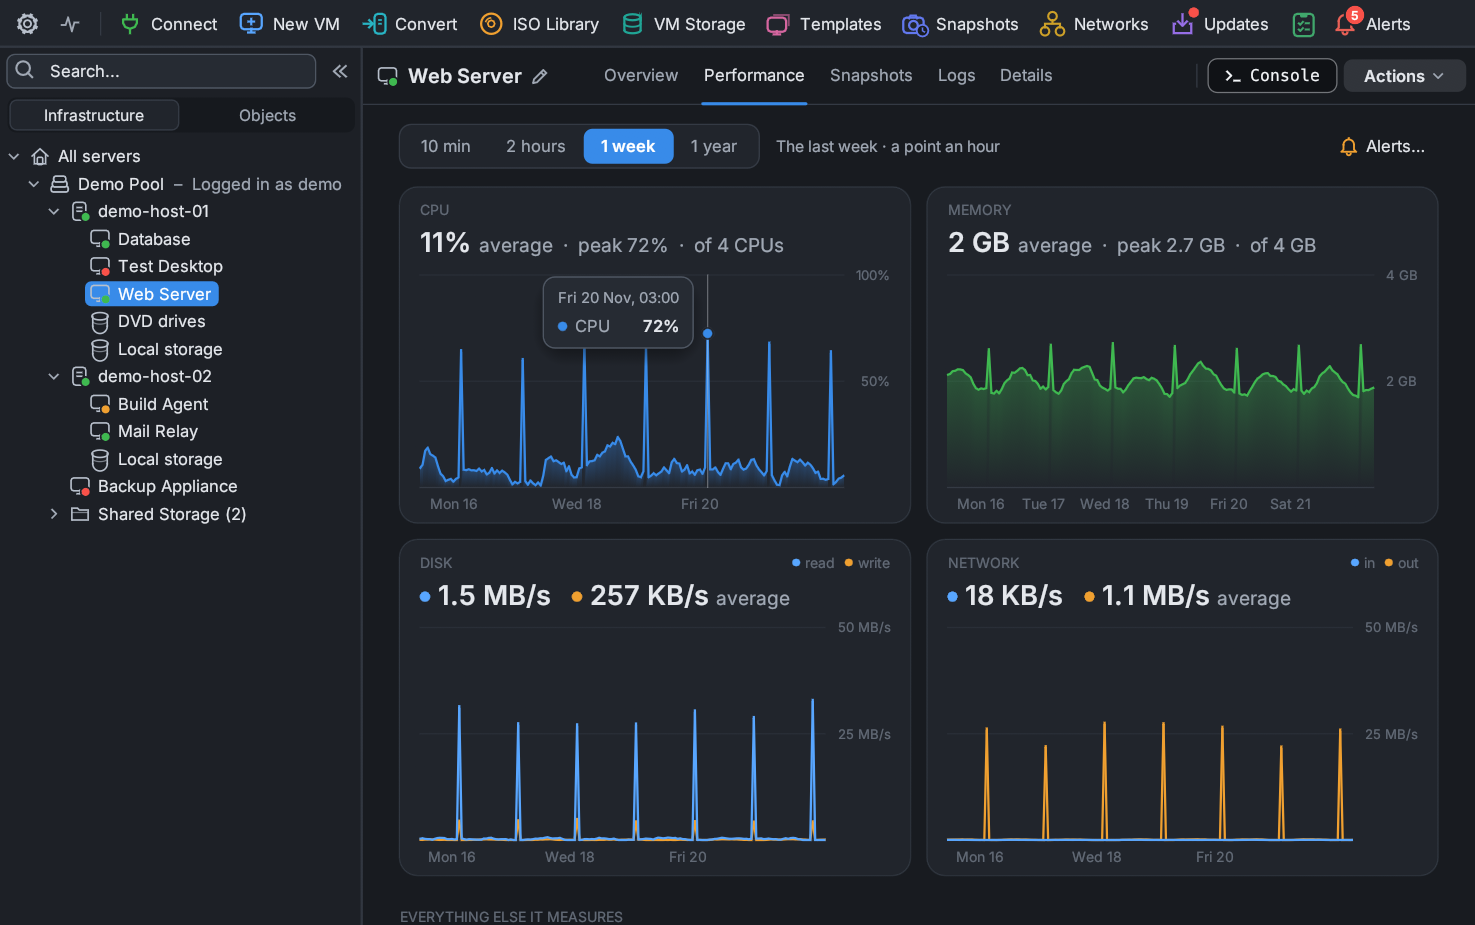 Connect
New VM
Convert
ISO Library
VM Storage
Templates
Snapshots
Networks
Updates
5
Alerts
Search...
Infrastructure
Objects
All servers
Demo Pool – Logged in as demo
demo-host-01
Database
Test Desktop
Web Server
DVD drives
Local storage
demo-host-02
Build Agent
Mail Relay
Local storage
Backup Appliance
Shared Storage (2)
Web Server
Overview
Performance
Snapshots
Logs
Details
>_ Console
Actions
10 min
2 hours
1 week
1 year
The last week · a point an hour
Alerts...
CPU
11% average · peak 72% · of 4 CPUs
100%
Fri 20 Nov, 03:00
CPU 72%
50%
Mon 16 Wed 18 Fri 20
MEMORY
2 GB average · peak 2.7 GB · of 4 GB
4 GB
2 GB
Mon 16 Tue 17 Wed 18 Thu 19 Fri 20 Sat 21
DISK
read write
1.5 MB/s 257 KB/s average
50 MB/s
25 MB/s
Mon 16 Wed 18 Fri 20
NETWORK
in out
18 KB/s 1.1 MB/s average
50 MB/s
25 MB/s
Mon 16 Wed 18 Fri 20
EVERYTHING ELSE IT MEASURES